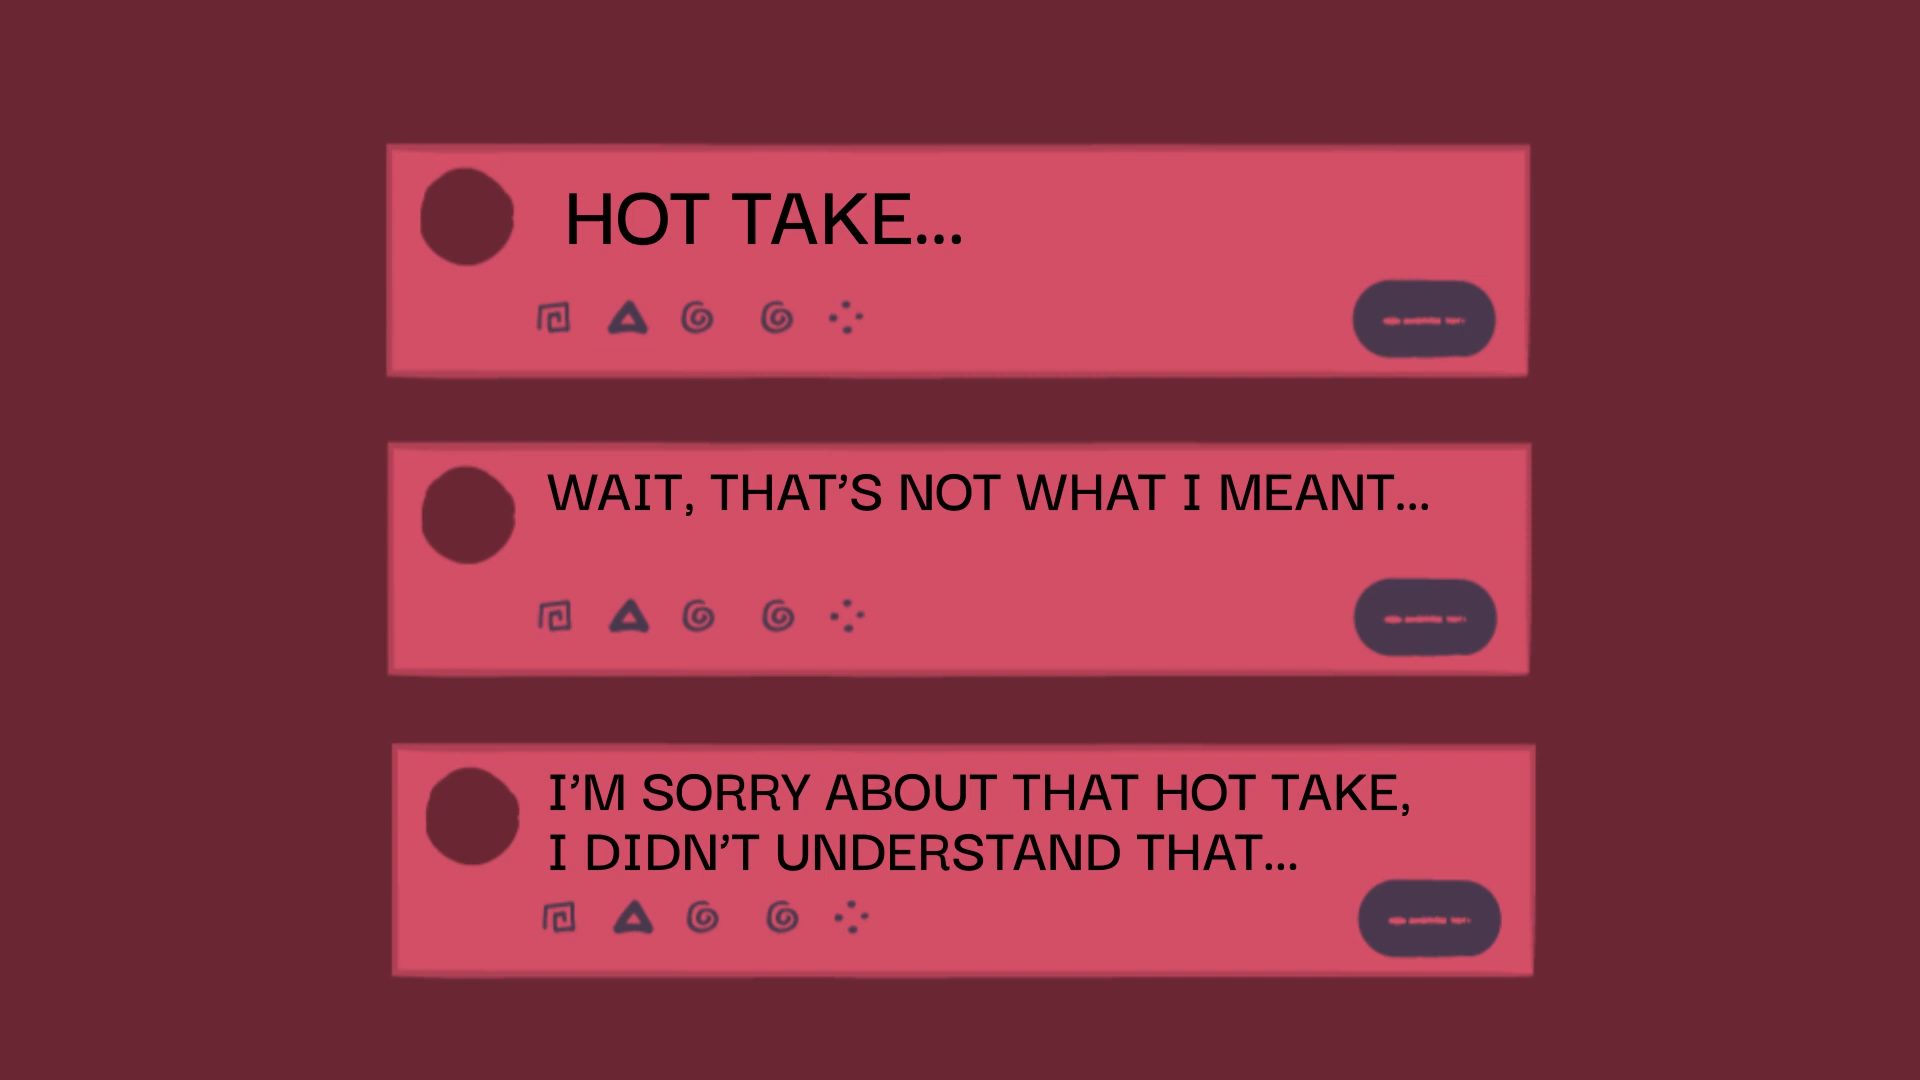 HOT TAKE...
WAIT, THAT’S NOT WHAT I MEANT...
I’M SORRY ABOUT THAT HOT TAKE,
I DIDN’T UNDERSTAND THAT...